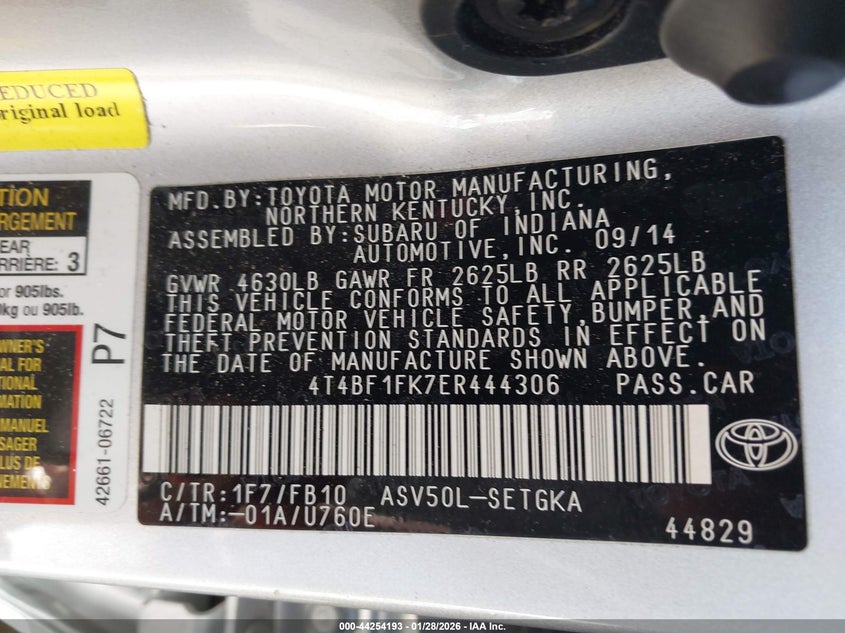 EDUCED
original load
TION
RGEMENT
EAR
RRIÈRE: 3
or 905lbs.
0kg ou 905lb.
P7
OWNER'S
AL FOR
TIONAL
MATION
MANUEL
SAGER
LUS DE
NEMENTS
42661-06722
MFD.BY:TOYOTA MOTOR MANUFACTURING,
NORTHERN KENTUCKY,INC.
ASSEMBLED BY:SUBARU OF INDIANA
AUTOMOTIVE,INC. 09/14
GVWR 4630LB GAWR FR 2625LB RR 2625LB
THIS VEHICLE CONFORMS TO ALL APPLICABLE
FEDERAL MOTOR VEHICLE SAFETY,BUMPER,AND
THEFT PREVENTION STANDARDS IN EFFECT ON
THE DATE OF MANUFACTURE SHOWN ABOVE.
4T4BF1FK7ER444306 PASS.CAR
C/TR:1F7/FB10 ASV50L-SETGKA
A/TM:-01A/U760E
44829
000-44254193 - 01/28/2026 - IAA Inc.